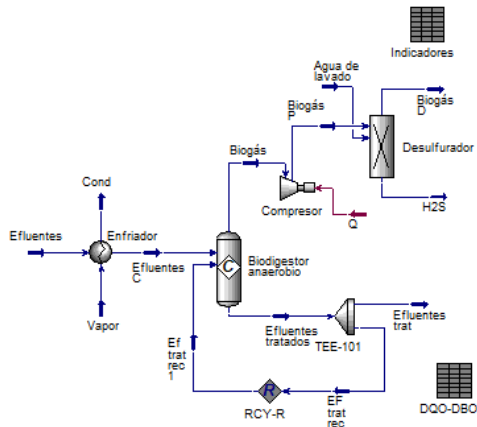 Indicadores
Agua de
lavado
Biogás
P
Biogás
D
Biogás
Desulfurador
Cond
Compresor
H2S
Q
Efluentes
Enfriador
Efluentes
C
Biodigestor
anaerobio
Vapor
Efluentes
tratados
TEE-101
Efluentes
trat
Ef
trat
rec
1
C
R
RCY-R
EF
trat
rec
DQO-DBO